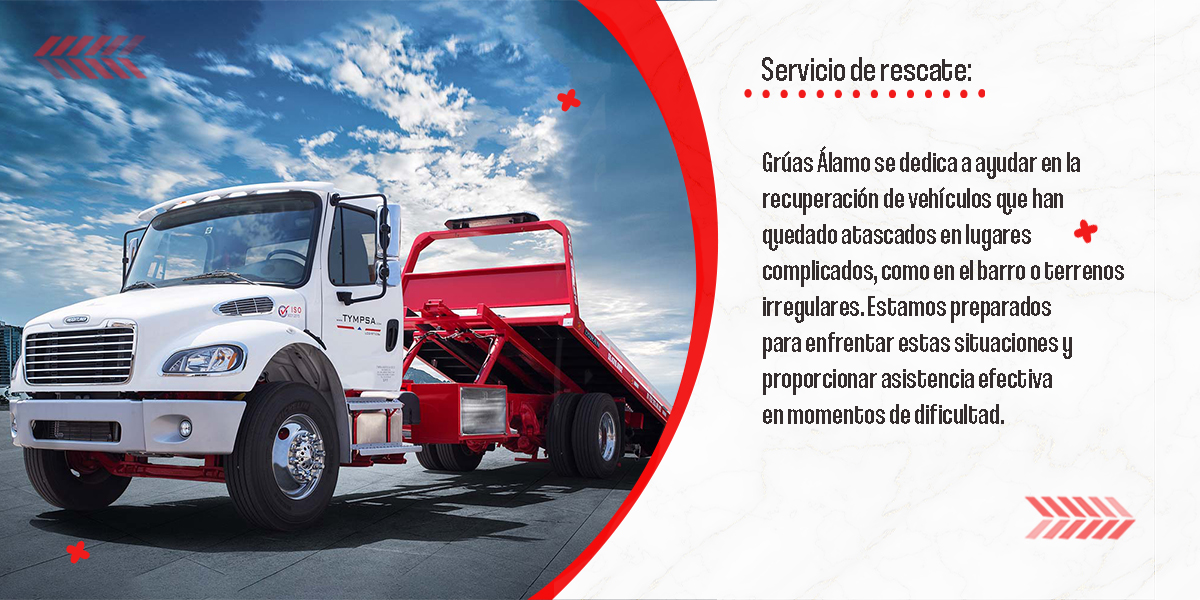 Servicio de rescate:
Grúas Álamo se dedica a ayudar en la
recuperación de vehículos que han
quedado atascados en lugares
complicados, como en el barro o terrenos
irregulares. Estamos preparados
para enfrentar estas situaciones y
proporcionar asistencia efectiva
en momentos de dificultad.
ISO
TYMPSA